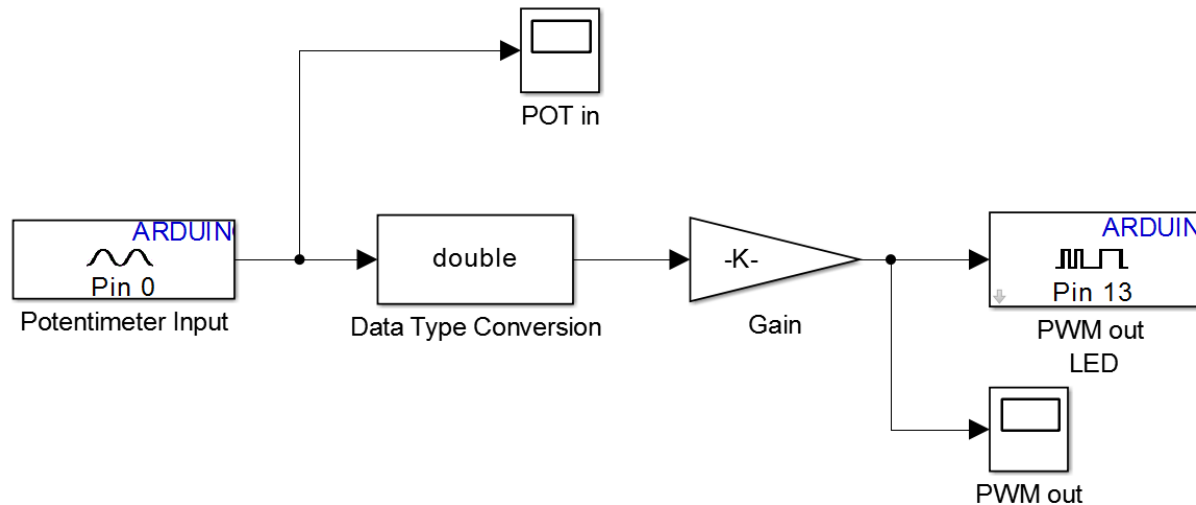 POT in
ARDUIN
Pin 0
Potentimeter Input
double
Data Type Conversion
-K-
Gain
ARDUIN
Pin 13
PWM out
LED
PWM out